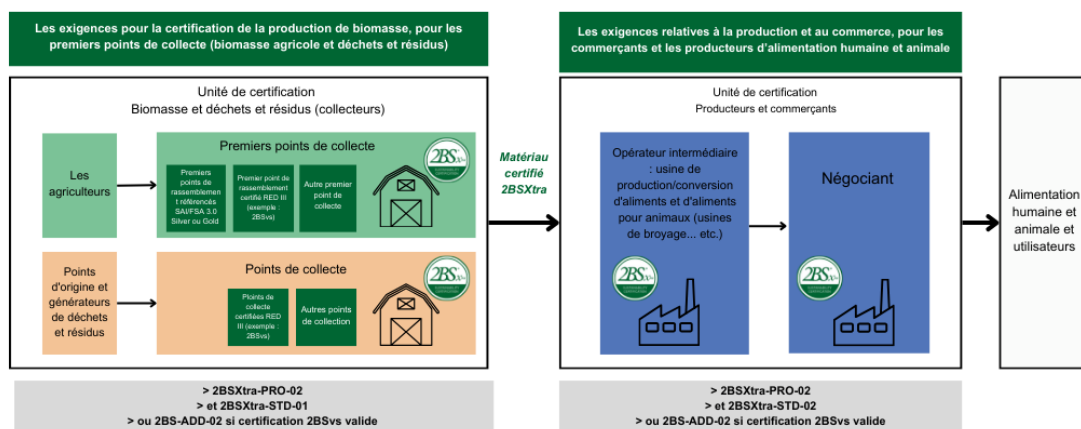 Les exigences pour la certification de la production de biomasse, pour les
premiers points de collecte (biomasse agricole et déchets et résidus)
Unité de certification
Biomasse et déchets et résidus (collecteurs)
Les
agriculteurs
Premiers points de collecte
Premiers
points de
rassemblemen
t référencés
SAI/FSA 3.0
Silver ou Gold
Premier point de
rassemblement
certifié RED III
(exemple :
2BSvs)
Autre premier
point de
collecte
2BS
Points
d'origine et
générateurs
de déchets
et résidus
Points de collecte
Ploints de
collecte
certifiées RED
III (exemple :
2BSvs)
Autres points
de collection
2BS
> 2BSXtra-PRO-02
> et 2BSXtra-STD-01
> ou 2BS-ADD-02 si certification 2BSvs valide
Matériau
certifié
2BSXtra
Les exigences relatives à la production et au commerce, pour les
commerçants et les producteurs d'alimentation humaine et animale
Unité de certification
Producteurs et commerçants
Opérateur intermédiaire
: usine de
production/conversion
d'aliments et d'aliments
pour animaux (usines
de broyage... etc.)
2BS
Négociant
2BS
> 2BSXtra-PRO-02
> et 2BSXtra-STD-02
> ou 2BS-ADD-02 si certification 2BSvs valide
Alimentation
humaine et
animale et
utilisateurs